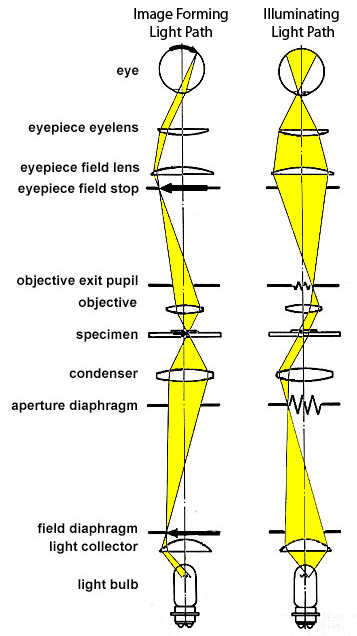 Image Forming
Light Path
Illuminating
Light Path
eye
eyepiece eyelens
eyepiece field lens
eyepiece field stop
objective exit pupil
objective
specimen
condenser
aperture diaphragm
field diaphragm
light collector
light bulb